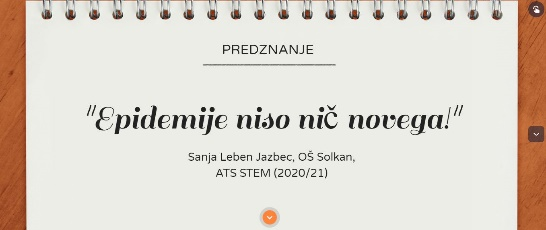 PREDZNANJE
"Epidemije niso nič novega!"
Sanja Leben Jazbec, OŠ Solkan,
ATS STEM (2020/21)